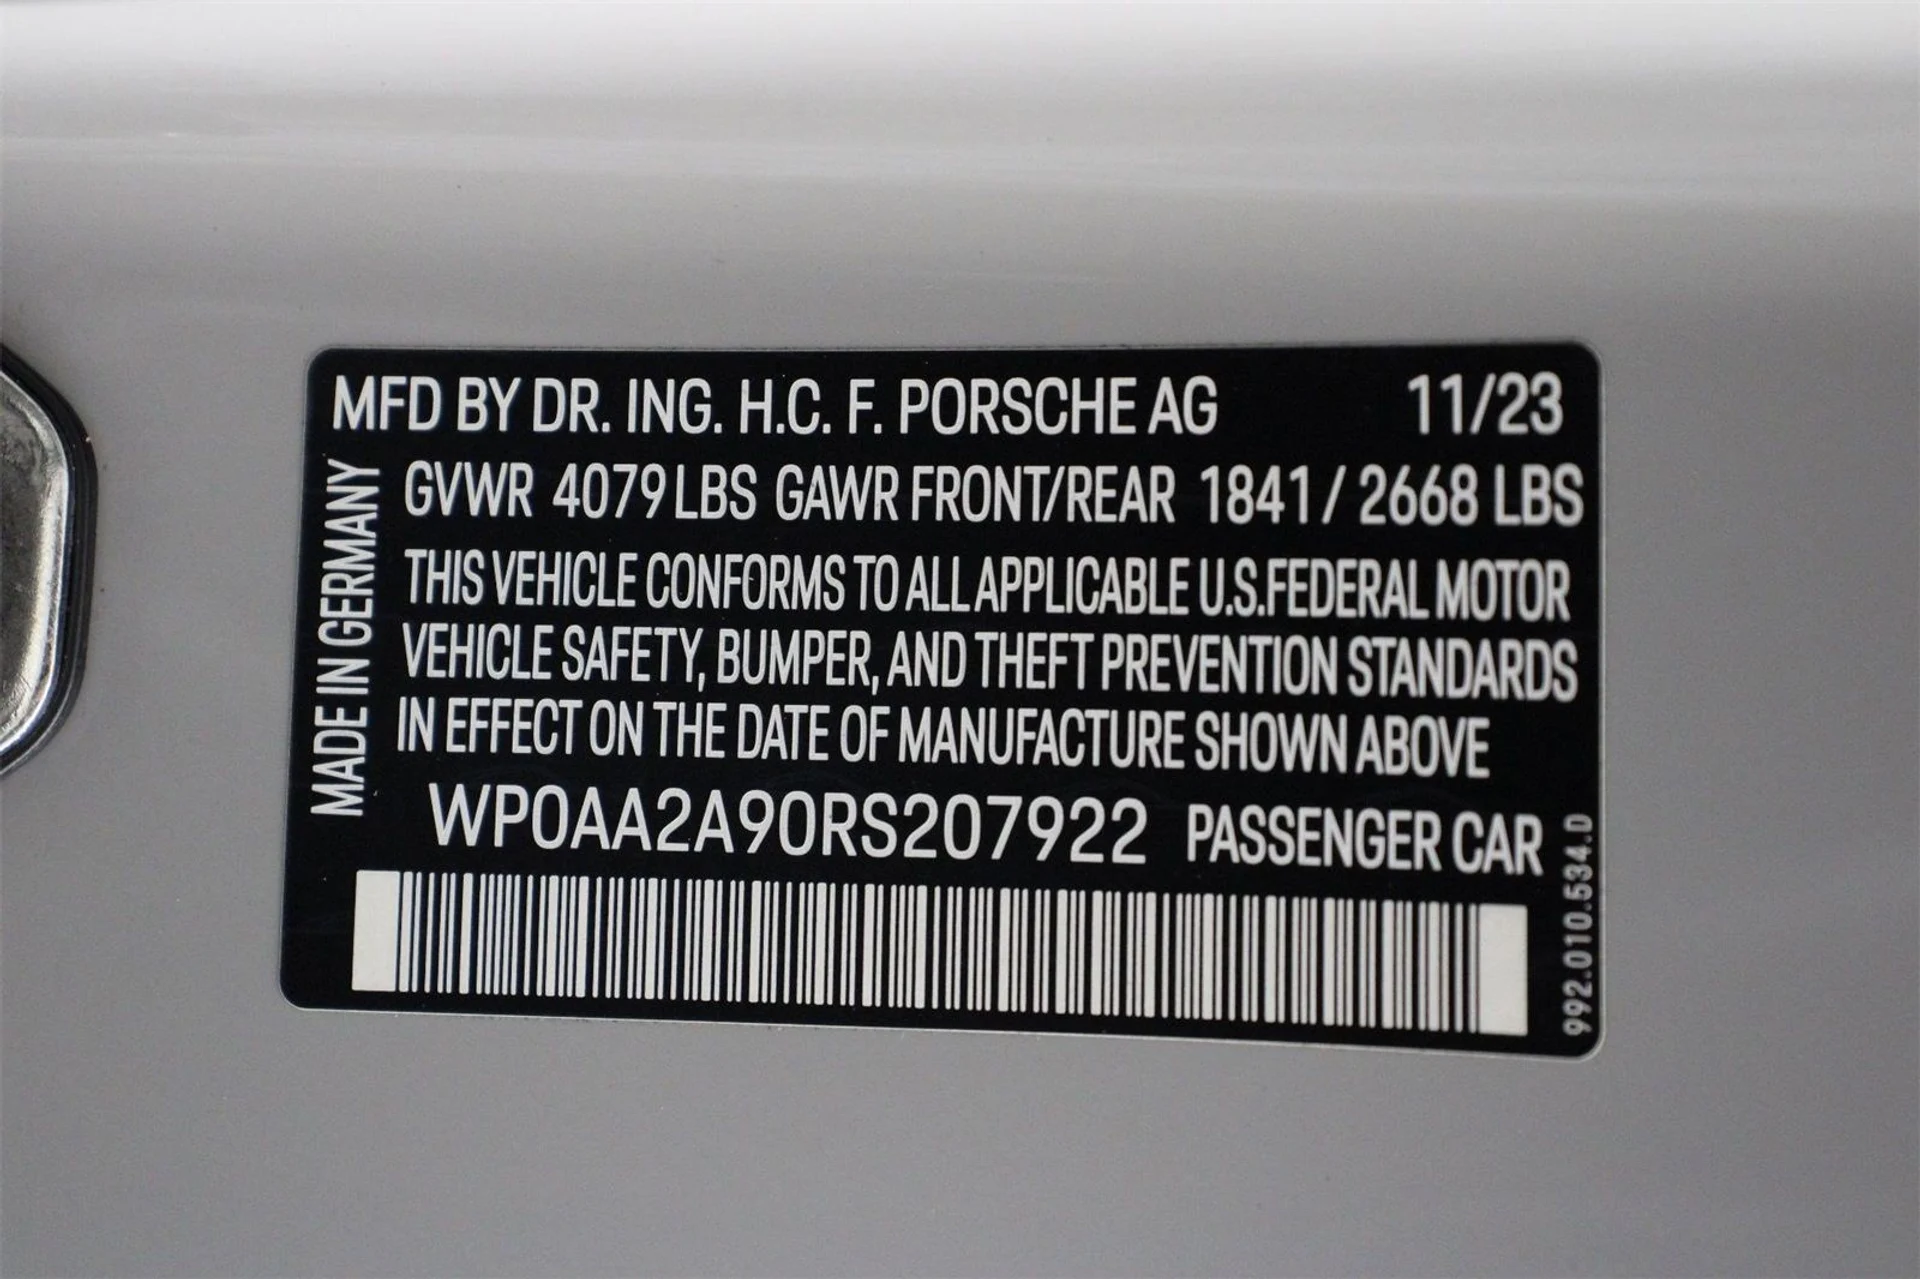 MFD BY DR. ING. H.C. F. PORSCHE AG 11/23
GVWR 4079 LBS GAWR FRONT/REAR 1841 / 2668 LBS
THIS VEHICLE CONFORMS TO ALL APPLICABLE U.S.FEDERAL MOTOR
VEHICLE SAFETY, BUMPER, AND THEFT PREVENTION STANDARDS
IN EFFECT ON THE DATE OF MANUFACTURE SHOWN ABOVE
WP0AA2A90RS207922 PASSENGER CAR
MADE IN GERMANY
992.010.534.D